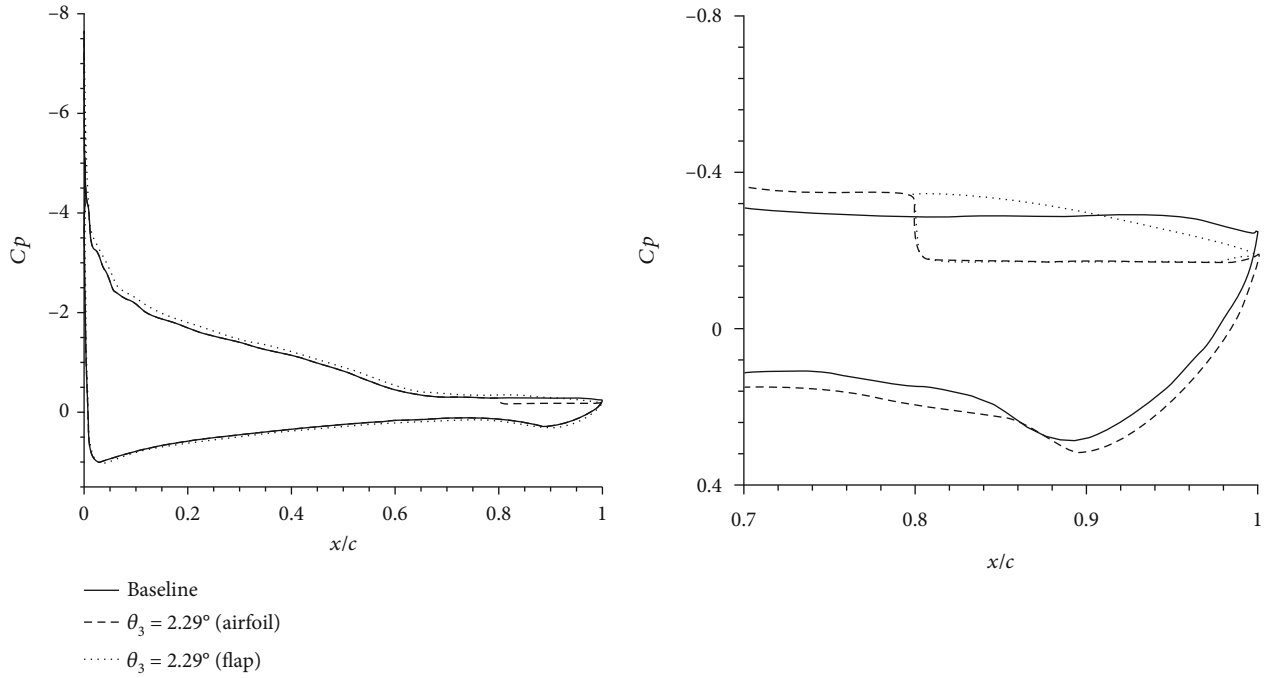 −8
−6
−4
−2
0
Cp
0
0.2
0.4
0.6
0.8
1
x/c
Baseline
θ3 = 2.29° (airfoil)
θ3 = 2.29° (flap)
−0.8
−0.4
0
0.4
Cp
0.7
0.8
0.9
1
x/c